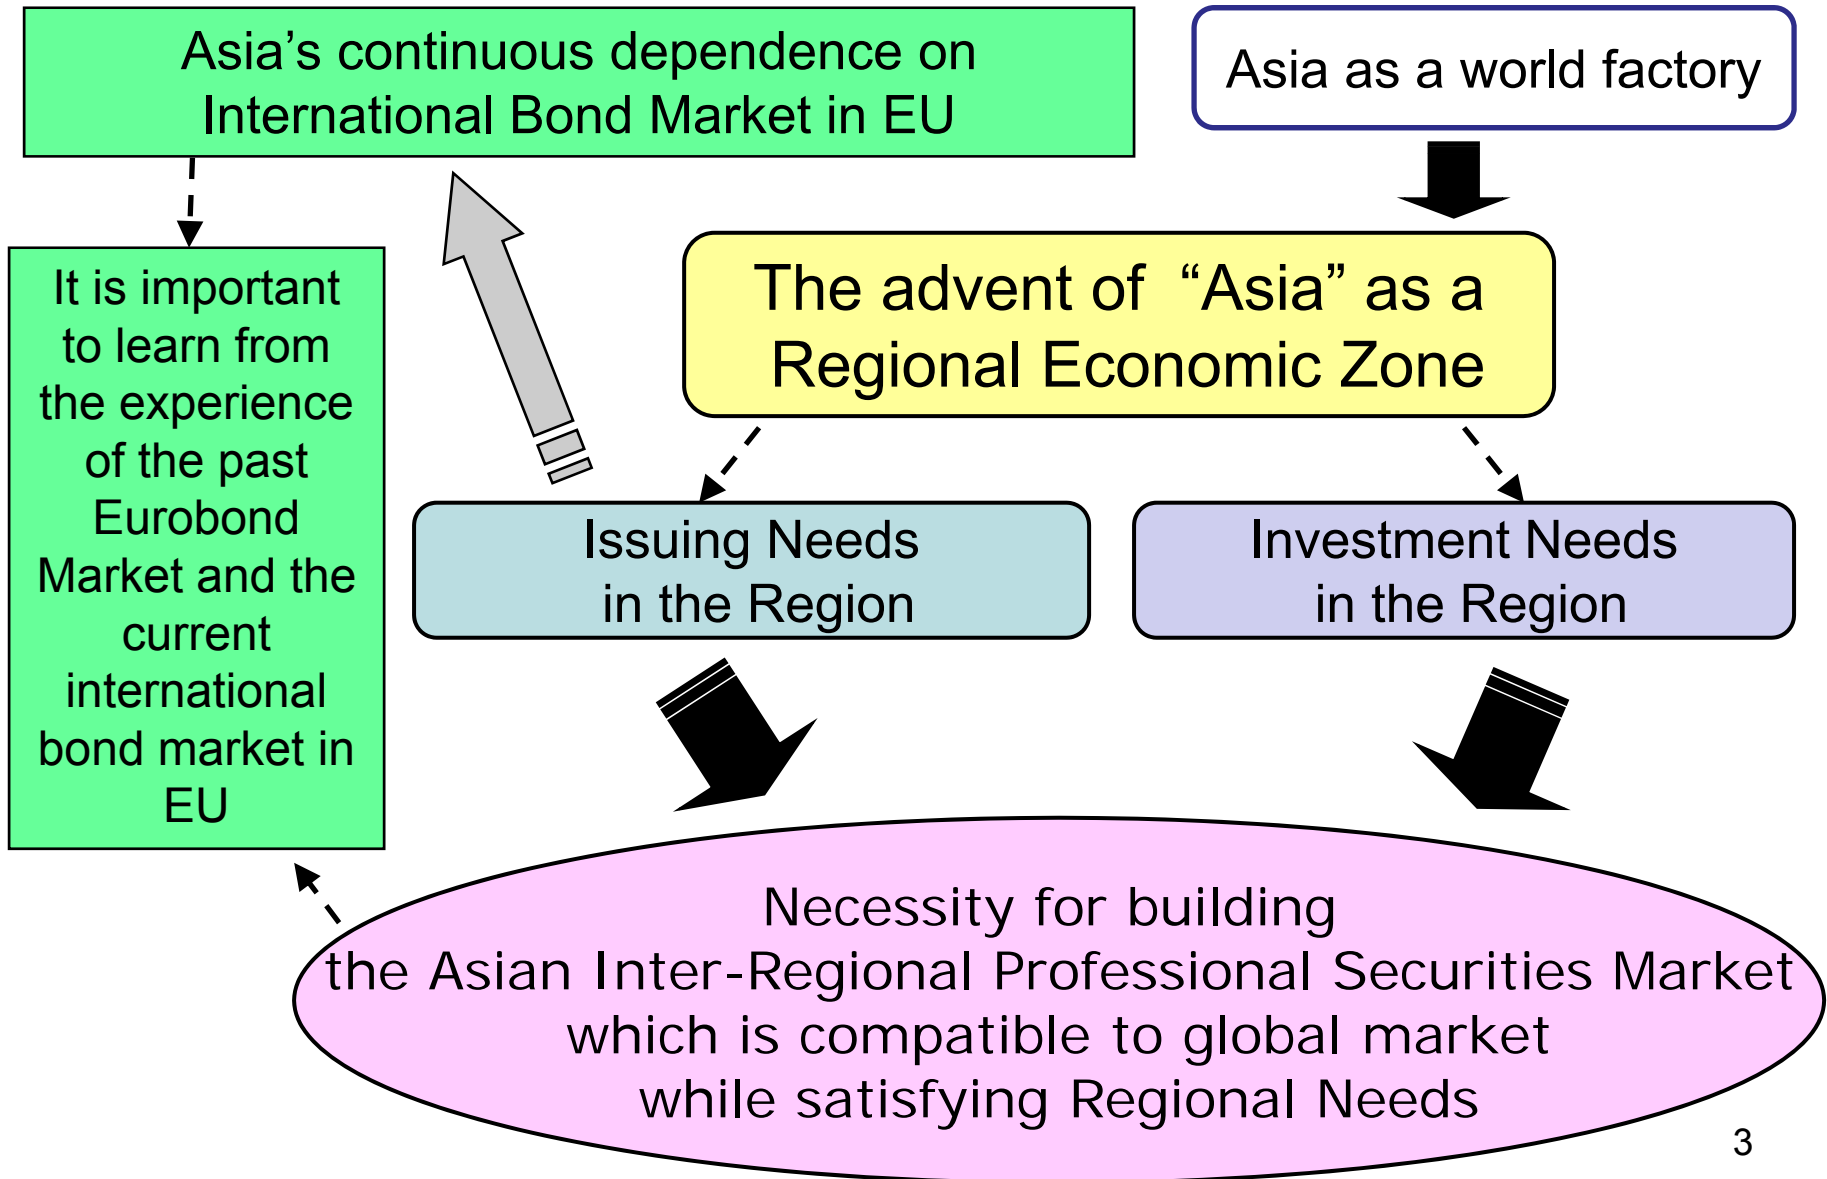 Asia’s continuous dependence on
International Bond Market in EU
Asia as a world factory
The advent of “Asia” as a
Regional Economic Zone
It is important
to learn from
the experience
of the past
Eurobond
Market and the
current
international
bond market in
EU
Issuing Needs
in the Region
Investment Needs
in the Region
Necessity for building
the Asian Inter-Regional Professional Securities Market
which is compatible to global market
while satisfying Regional Needs
3